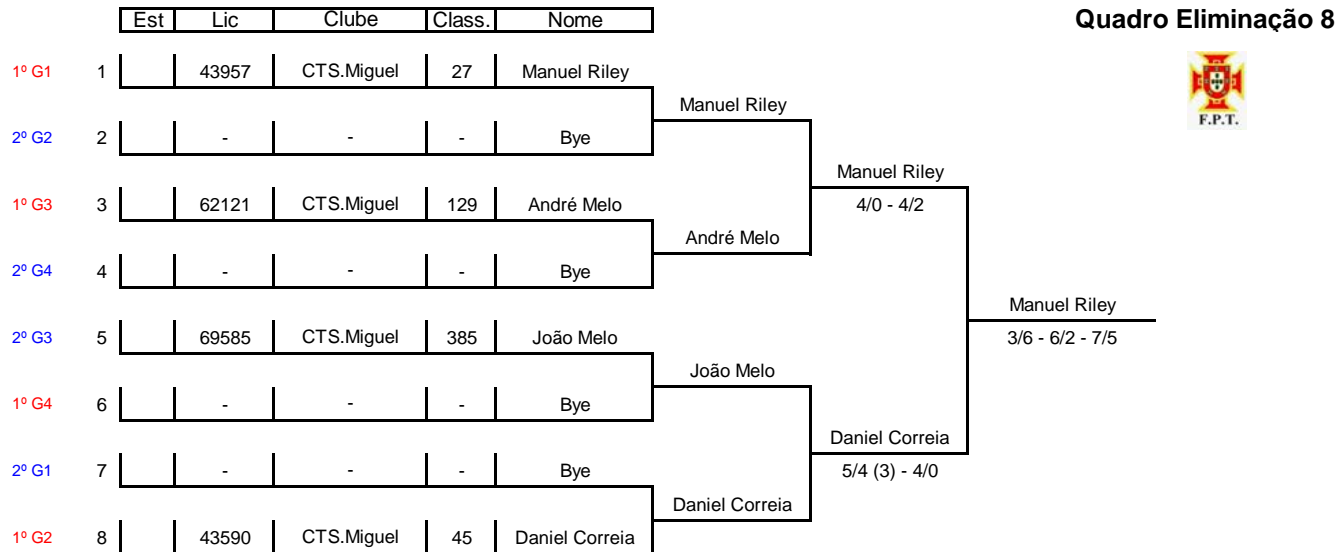 Est Lic Clube Class. Nome
Quadro Eliminação 8
F.P.T.
1º G1 1 43957 CTS.Miguel 27 Manuel Riley
Manuel Riley
2º G2 2 - - - Bye
Manuel Riley
1º G3 3 62121 CTS.Miguel 129 André Melo
4/0 - 4/2
André Melo
2º G4 4 - - - Bye
Manuel Riley
2º G3 5 69585 CTS.Miguel 385 João Melo
3/6 - 6/2 - 7/5
João Melo
1º G4 6 - - - Bye
Daniel Correia
2º G1 7 - - - Bye
5/4 (3) - 4/0
Daniel Correia
1º G2 8 43590 CTS.Miguel 45 Daniel Correia